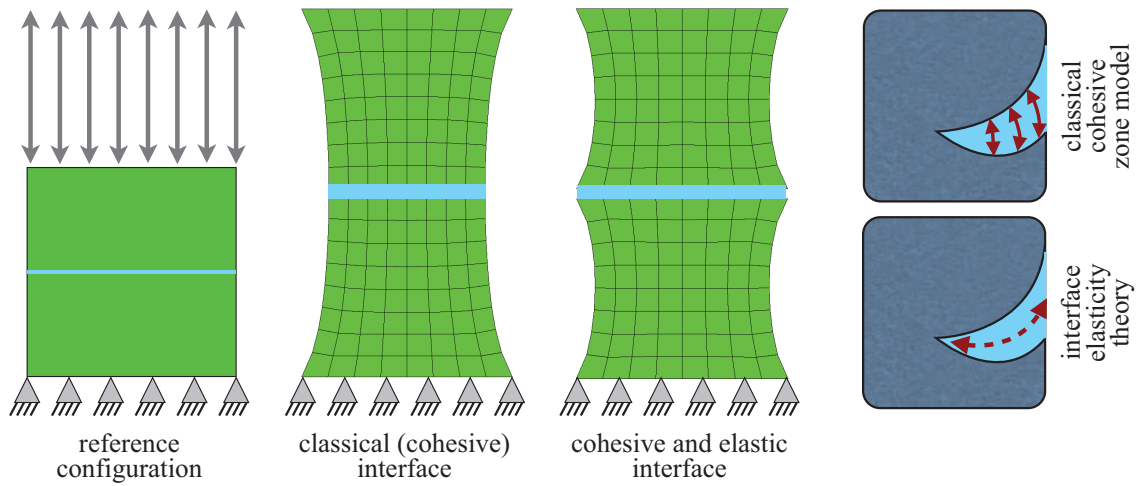 reference
configuration
classical (cohesive)
interface
cohesive and elastic
interface
classical
cohesive
zone model
interface
elasticity
theory